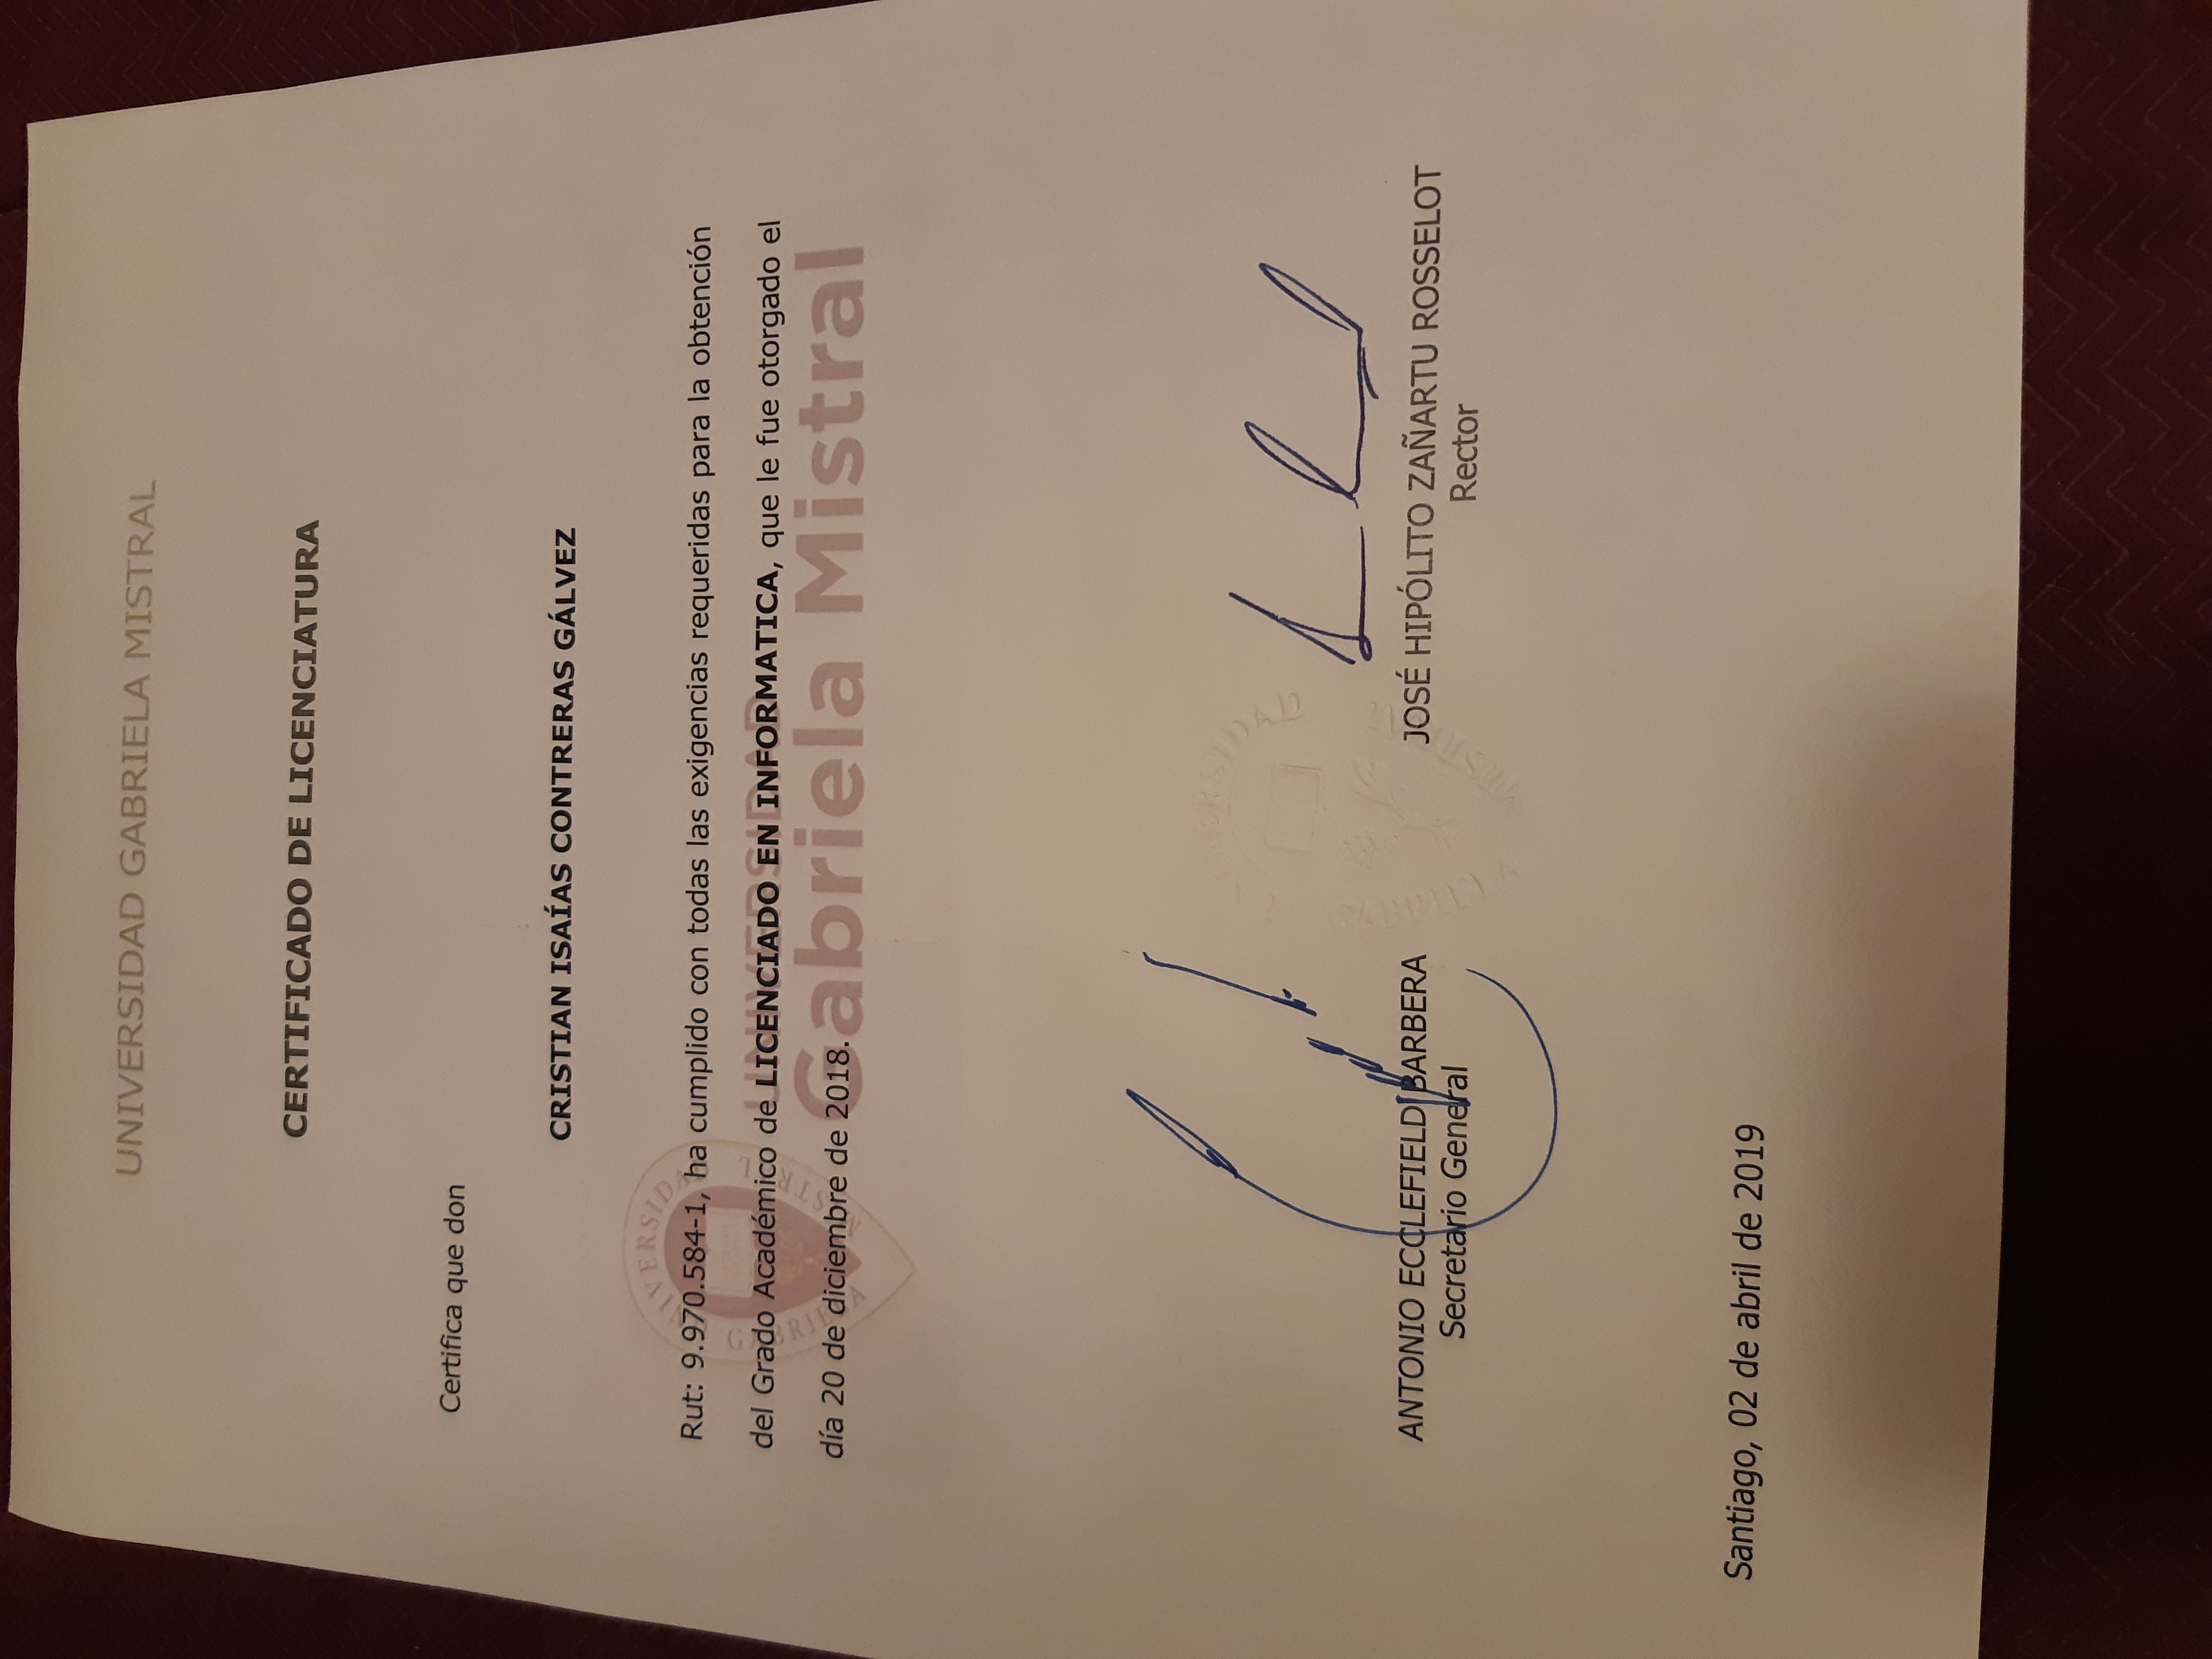 UNIVERSIDAD GABRIELA MISTRAL
CERTIFICADO DE LICENCIATURA
Certifica que don
CRISTIAN ISAÍAS CONTRERAS GÁLVEZ
Rut: 9.970.584-1, ha cumplido con todas las exigencias requeridas para la obtención
del Grado Académico de LICENCIADO EN INFORMATICA, que le fue otorgado el
día 20 de diciembre de 2018.
UNIVERSIDAD GABRIELA MISTRAL
UNIVERSIDAD
Gabriela Mistral
UNIVERSIDAD GABRIELA MISTRAL
ANTONIO ECCLEFIELD BARBERA
Secretario General
JOSÉ HIPÓLITO ZAÑARTU ROSSELOT
Rector
Santiago, 02 de abril de 2019